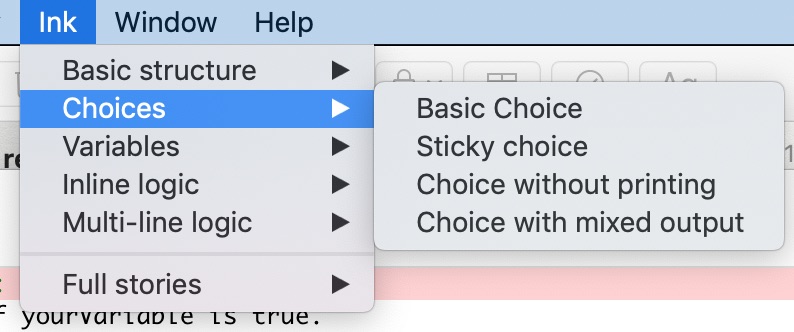 Ink Window Help
Basic structure
Choices
Variables
Inline logic
Multi-line logic
Full stories
Basic Choice
Sticky choice
Choice without printing
Choice with mixed output
yourVariable is true.